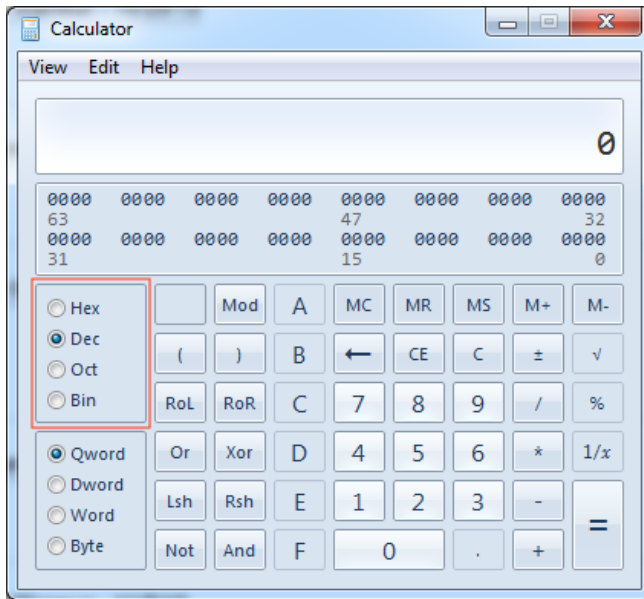 Calculator
View Edit Help
0
0000 0000 0000 0000 0000 0000 0000 0000
63 47 32
0000 0000 0000 0000 0000 0000 0000 0000
31 15 0
Hex Mod A MC MR MS M+ M-
Dec ( ) B ← CE C ± √
Oct
Bin RoL RoR C 7 8 9 / %
Qword Or Xor D 4 5 6 * 1/x
Dword
Word Lsh Rsh E 1 2 3 - =
Byte Not And F 0 . +